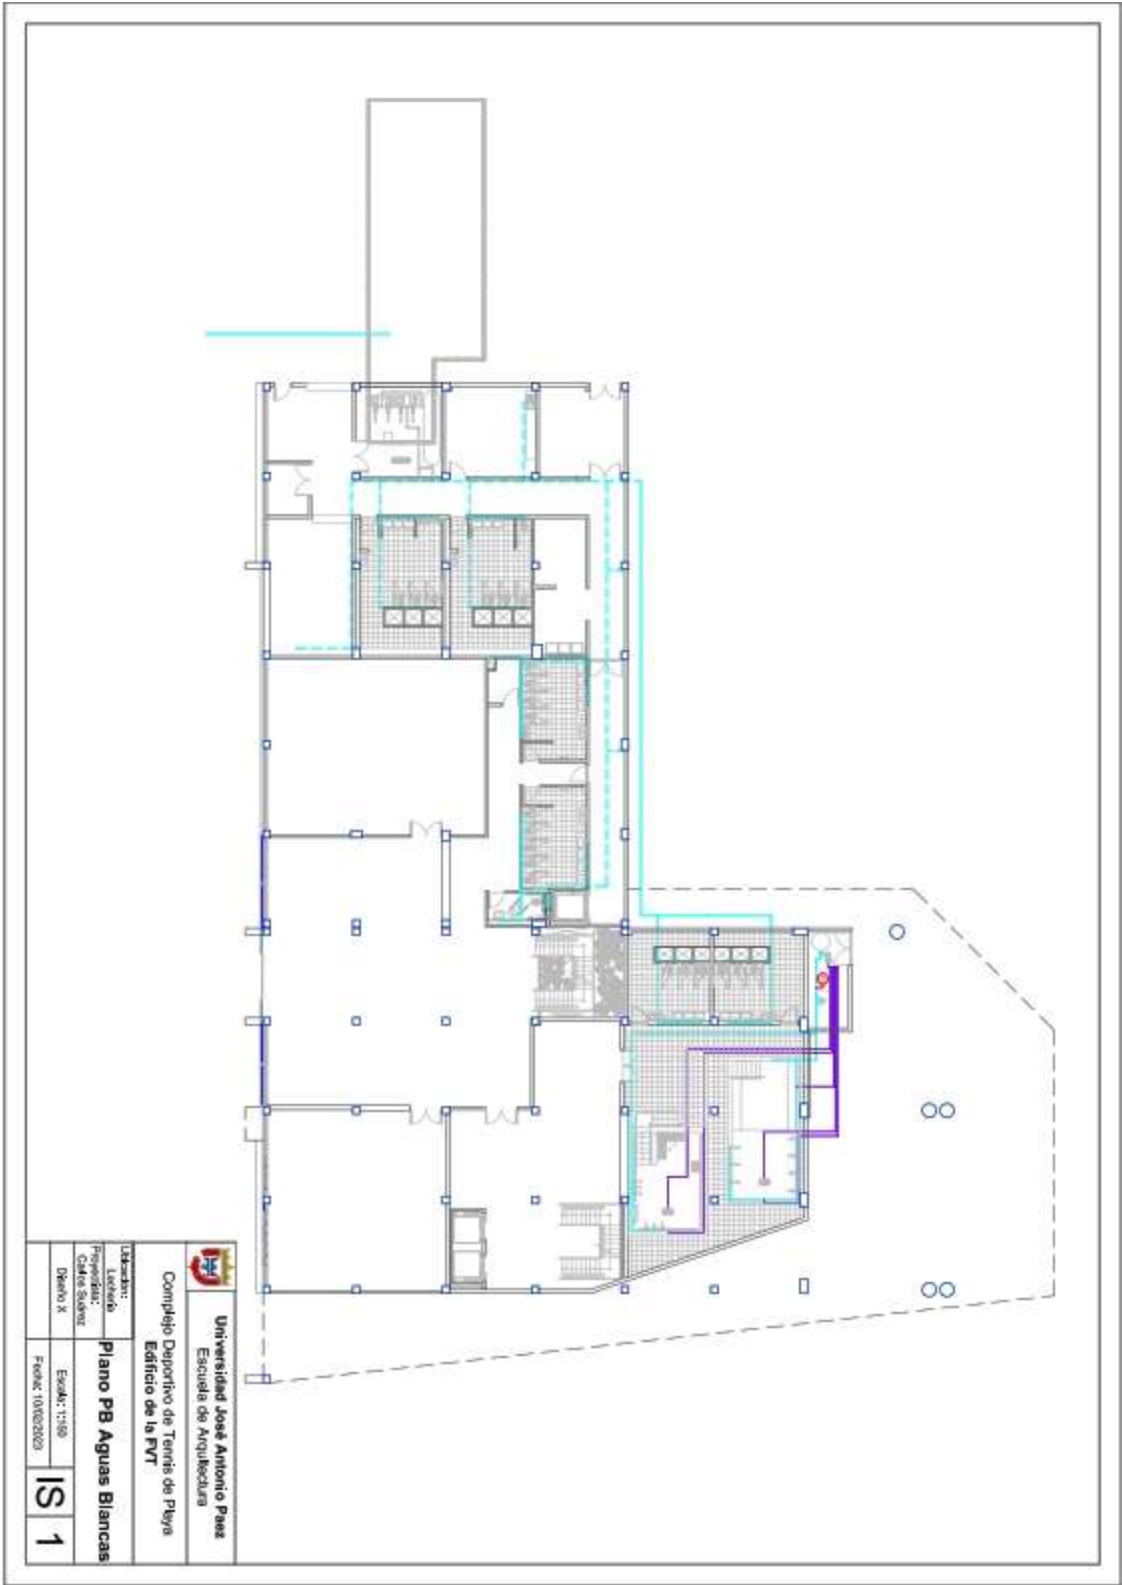 Universidad José Antonio Paez
Escuela de Arquitectura
Complejo Deportivo de Tennis de Playa
Edificio de la FVT
Ubicación:
Lechería
Proyectista:
Carlos Suárez
Plano PB Aguas Blancas
Diseño X
Escala: 1:150
Fecha: 10/02/2023
IS
1